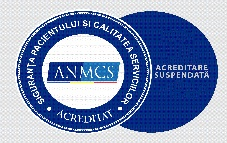 SIGURANȚA PACIENTULUI ȘI CALITATEA SERVICIILOR
ANMCS
• ACREDITAT •
ACREDITARE
SUSPENDATĂ